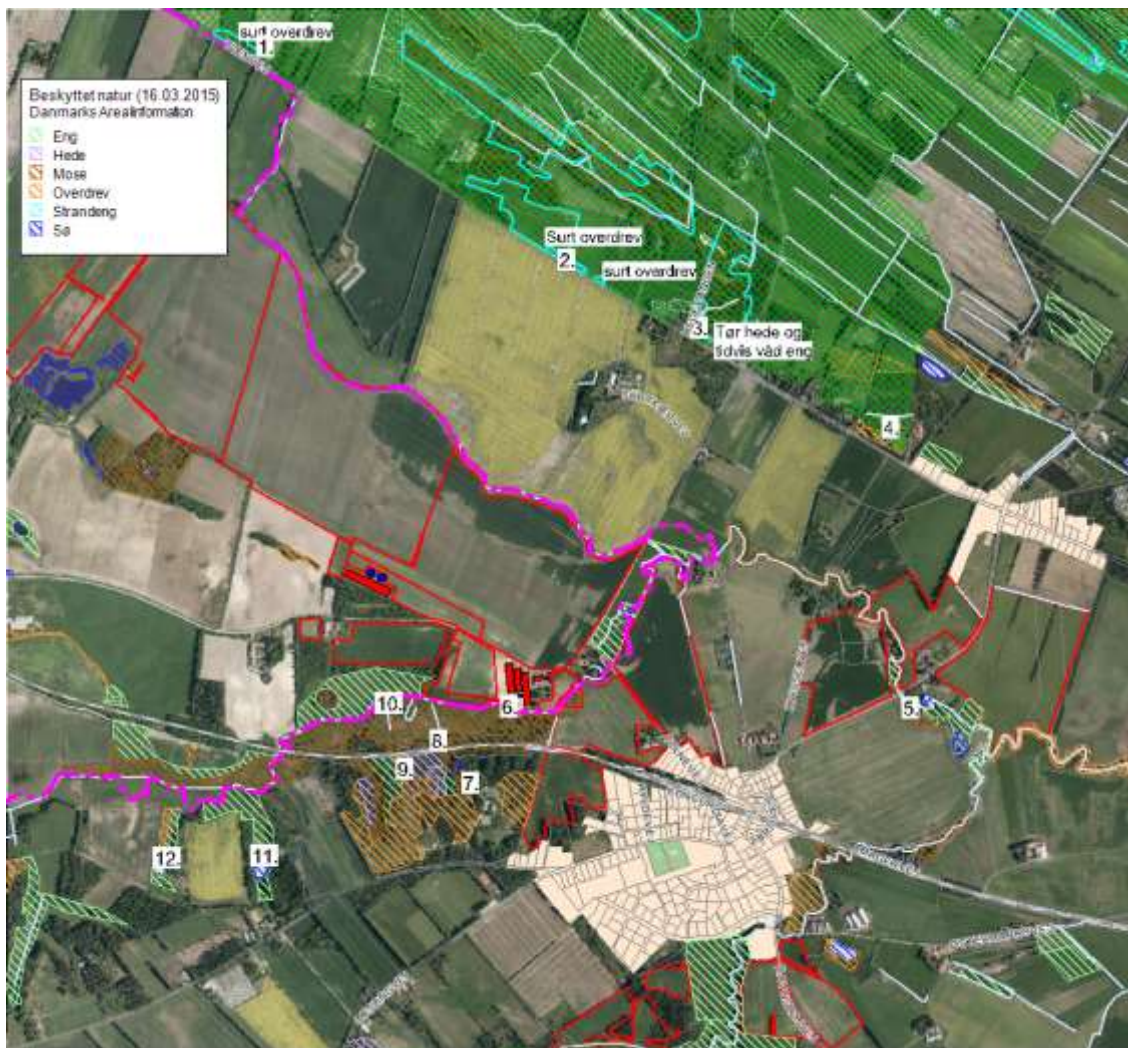 surt overdrev
1.
Beskyttet natur (16.03.2015)
Danmarks Arealinformation
Eng
Hede
Mose
Overdrev
Strandeng
Sø
Surt overdrev
2.
surt overdrev
3.
Tør hede og
tidvis våd eng
4.
5.
6.
10.
8.
9.
7.
12.
11.